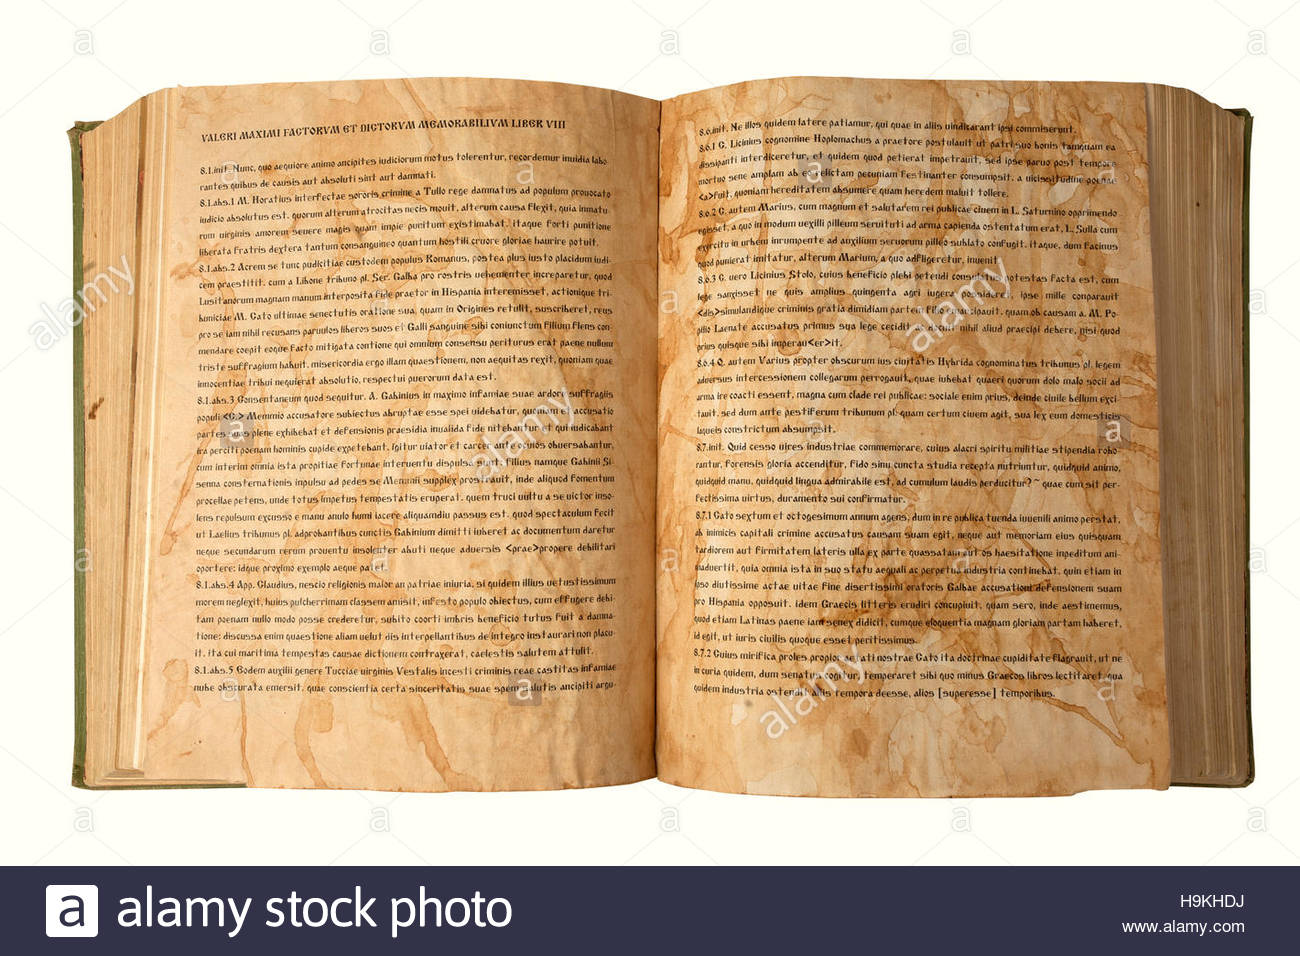 VALERI MAXIMI FACTORVM ET DICTORVM MEMORABILIVM LIBER VIII
8.1.init. Nunc, quo aequiore animo ancipites iudiciorum motus tolerentur, recordemur inuidia labo-
rantes quibus de causis aut absoluti sint aut damnati.
8.1.abs.1 M. Horatius interfectae sororis crimine a Tullo rege damnatus ad populum prouocato
iudicio absolutus est. quorum alterum atrocitas necis mouit, alterum causa flexit, quia inmatu-
rum uirginis amorem seuere magis quam impie punitum existimabat. itaque forti punitione
liberata fratris dextera tantum consanguineo quantum hostili cruore gloriae haurire potuit.
8.1.abs.2 Acrem se tunc pudicitiae custodem populus Romanus, postea plus iusto placidum iudi-
cem praestitit. cum a Libone tribuno pl. Ser. Galba pro rostris uehementer increparetur, quod
Lusitanorum magnam manum interposita fide praetor in Hispania interemisset, actionique tri-
buniciae M. Cato ultimae senectutis oratione sua, quam in Origines retulit, suscriberet, reus
pro se iam nihil recusans paruulos liberos suos et Galli sanguine sibi coniunctum filium flens con-
mendare coepit eoque facto mitigata contione qui omnium consensu periturus erat paene nullum
triste suffragium habuit. misericordia ergo illam quaestionem, non aequitas rexit, quoniam quae
innocentiae tribui nequierat absolutio, respectui puerorum data est.
8.1.abs.3 Consentaneum quod sequitur. A. Gabinius in maximo infamiae suae ardore suffragiis
populi <C.> Memmio accusatore subiectus abruptae esse spei uidebatur, quoniam et accusatio
partes suas plene exhibebat et defensionis praesidia inualida fide nitebantur et qui iudicabant
ira perciti poenam hominis cupide expetebant. igitur uiator et carcer ante oculos obuersabantur,
cum interim omnia ista propitiae fortunae interuentu dispulsa sunt: filius namque Gabinii Si-
senna consternationis inpulsu ad pedes se Memmii supplex prostrauit, inde aliquod fomentum
procellae petens, unde totus impetus tempestatis eruperat. quem truci uultu a se uictor inso-
lens repulsum excusso e manu anulo humi iacere aliquamdiu passus est. quod spectaculum fecit
ut Laelius tribunus pl. adprobantibus cunctis Gabinium dimitti iuberet ac documentum daretur
neque secundarum rerum prouentu insolenter abuti neque aduersis <prae>propere debilitari
oportere: idque proximo exemplo aeque patet.
8.1.abs.4 App. Claudius, nescio religionis maior an patriae iniuria, si quidem illius uetustissimum
morem neglexit, huius pulcherrimam classem amisit, infesto populo obiectus, cum effugere debi-
tam poenam nullo modo posse crederetur, subito coorti imbris beneficio tutus fuit a damna-
tione: discussa enim quaestione aliam uelut dis interpellantibus de integro instaurari non placu-
it. ita cui maritima tempestas causae dictionem contraxerat, caelestis salutem attulit.
8.1.abs.5 Eodem auxilii genere Tucciae uirginis Vestalis incesti criminis reae castitas infamiae
nube obscurata emersit. quae conscientia certa sinceritatis suae spem salutis ancipiti argu-
8.6.init. Ne illos quidem latere patiamur, qui quae in aliis uindicarant ipsi commiserunt.
8.6.1 C. Licinius cognomine Hoplomachus a praetore postulauit ut patri suo bonis tamquam ea
dissipanti interdiceretur, et quidem quod petierat impetrauit, sed ipse paruo post tempore
mortuo sene amplam ab eo relictam pecuniam festinanter consumpsit. a uicissitudine poenae
<a>fuit, quoniam hereditatem absumere quam heredem maluit tollere.
8.6.2 C. autem Marius, cum magnum et salutarem rei publicae ciuem in L. Saturnino opprimendo
egisset, a quo in modum uexilli pilleum seruituti ad arma capienda ostentatum erat, L. Sulla cum
exercitu in urbem inrumpente ad auxilium seruorum pilleo sublato confugit. itaque, dum facinus
quod punierat imitatur, alterum Marium, a quo adfligeretur, inuenit.
8.6.3 C. uero Licinius Stolo, cuius beneficio plebi petendi consulatus potestas facta est, cum
lege sanxisset ne quis amplius quingenta agri iugera possideret, ipse mille conparauit
<dis>simulandique criminis gratia dimidiam partem filio emancipauit. quam ob causam a M. Po-
pilio Laenate accusatus primus sua lege cecidit ac docuit nihil aliud praecipi debere, nisi quod
prius quisque sibi imperau<er>it.
8.6.4 Q. autem Varius propter obscurum ius ciuitatis Hybrida cognominatus tribunus pl. legem
aduersus intercessionem collegarum perrogauit, quae iubebat quaeri quorum dolo malo socii ad
arma ire coacti essent, magna cum clade rei publicae: sociale enim prius, deinde ciuile bellum exci-
tauit. sed dum ante pestiferum tribunum pl. quam certum ciuem agit, sua lex eum domesticis
laqueis constrictum absumpsit.
8.7.init. Quid cesso uires industriae commemorare, cuius alacri spiritu militiae stipendia robo-
rantur, forensis gloria accenditur, fido sinu cuncta studia recepta nutriuntur, quidquid animo,
quidquid manu, quidquid lingua admirabile est, ad cumulum laudis perducitur? ~ quae cum sit per-
fectissima uirtus, duramento sui confirmatur.
8.7.1 Cato sextum et octogesimum annum agens, dum in re publica tuenda iuuenili animo perstat,
ab inimicis capitali crimine accusatus causam suam egit, neque aut memoriam eius quisquam
tardiorem aut firmitatem lateris ulla ex parte quassatam aut os haesitatione inpeditum ani-
maduertit, quia omnia ista in suo statu aequali ac perpetua industria continebat. quin etiam in
ipso diutissime actae uitae fine disertissimi oratoris Galbae accusationi defensionem suam
pro Hispania opposuit. idem Graecis litteris erudiri concupiuit, quam sero, inde aestimemus,
quod etiam Latinas paene iam senex didicit, cumque eloquentia magnam gloriam partam haberet,
id egit, ut iuris ciuilis quoque esset peritissimus.
8.7.2 Cuius mirifica proles propior aetati nostrae Cato ita doctrinae cupiditate flagrauit, ut ne
in curia quidem, dum senatus cogitur, temperaret sibi quo minus Graecos libros lectitaret. qua
quidem industria ostendit aliis tempora deesse, alios [superesse] temporibus.
a alamy stock photo
H9KHDJ
www.alamy.com